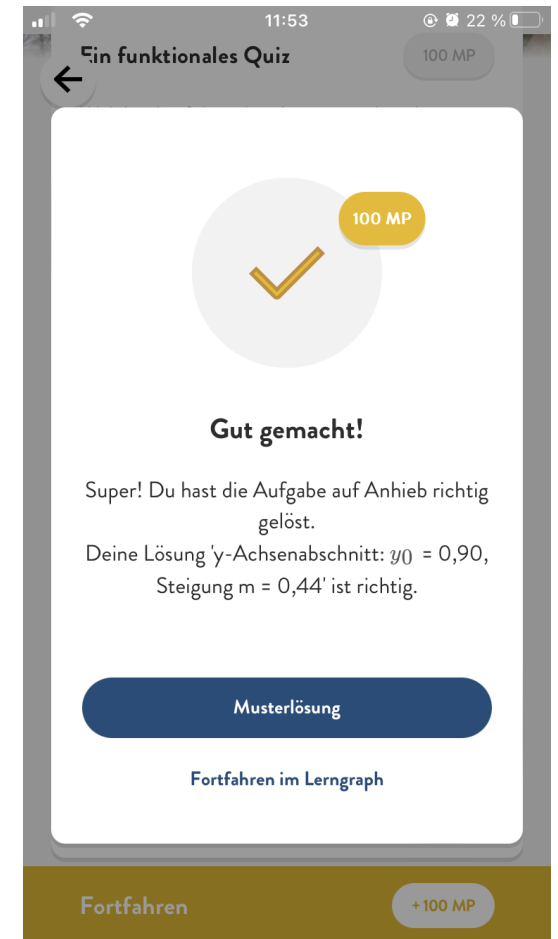 11:53
22 %
Ein funktionales Quiz
100 MP
100 MP
Gut gemacht!
Super! Du hast die Aufgabe auf Anhieb richtig
gelöst.
Deine Lösung 'y-Achsenabschnitt: y0 = 0,90,
Steigung m = 0,44' ist richtig.
Musterlösung
Fortfahren im Lerngraph
Fortfahren
+100 MP